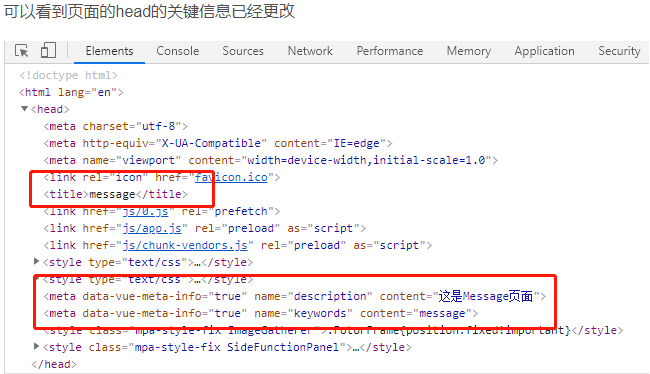 可以看到页面的head的关键信息已经更改
Elements Console Sources Network Performance Memory Application Security
<!doctype html>
<html lang="en">
<head>
<meta charset="utf-8">
<meta http-equiv="X-UA-Compatible" content="IE=edge">
<meta name="viewport" content="width=device-width,initial-scale=1.0">
<link rel="icon" href="favicon.ico">
<title>message</title>
<link href="js/0.js" rel="prefetch">
<link href="js/app.js" rel="preload" as="script">
<link href="js/chunk-vendors.js" rel="preload" as="script">
<style type="text/css">…</style>
<style type="text/css">…</style>
<meta data-vue-meta-info="true" name="description" content="这是Message页面">
<meta data-vue-meta-info="true" name="keywords" content="message">
<style class="mpa-style-fix ImageGatherer">.FotorFrame{position:fixed!important}</style>
<style class="mpa-style-fix SideFunctionPanel">…</style>
</head>